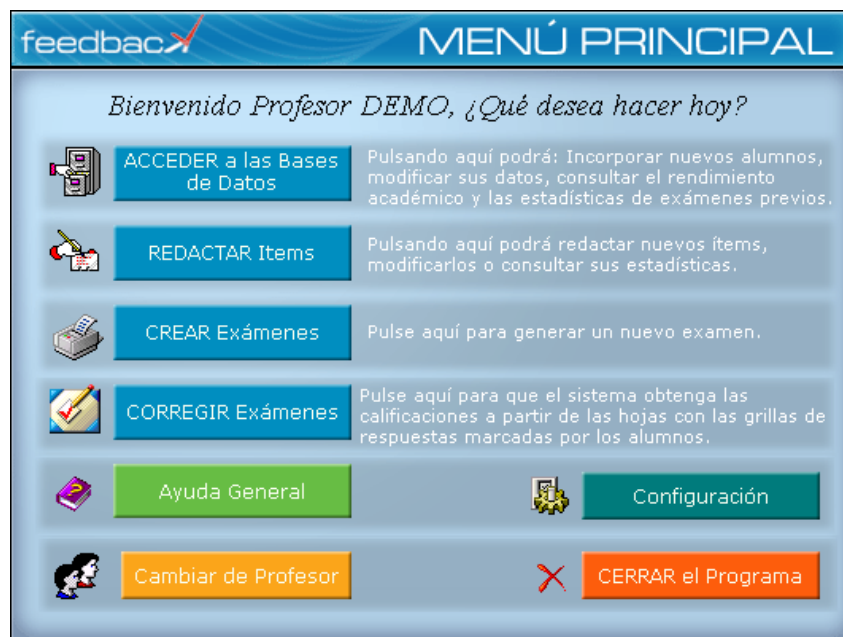 feedback
MENÚ PRINCIPAL
Bienvenido Profesor DEMO, ¿Qué desea hacer hoy?
ACCEDER a las Bases
de Datos
Pulsando aquí podrá: Incorporar nuevos alumnos,
modificar sus datos, consultar el rendimiento
académico y las estadísticas de exámenes previos.
REDACTAR Items
Pulsando aquí podrá redactar nuevos ítems,
modificarlos o consultar sus estadísticas.
CREAR Exámenes
Pulse aquí para generar un nuevo examen.
CORREGIR Exámenes
Pulse aquí para que el sistema obtenga las
calificaciones a partir de las hojas con las grillas de
respuestas marcadas por los alumnos.
Ayuda General
Configuración
Cambiar de Profesor
CERRAR el Programa